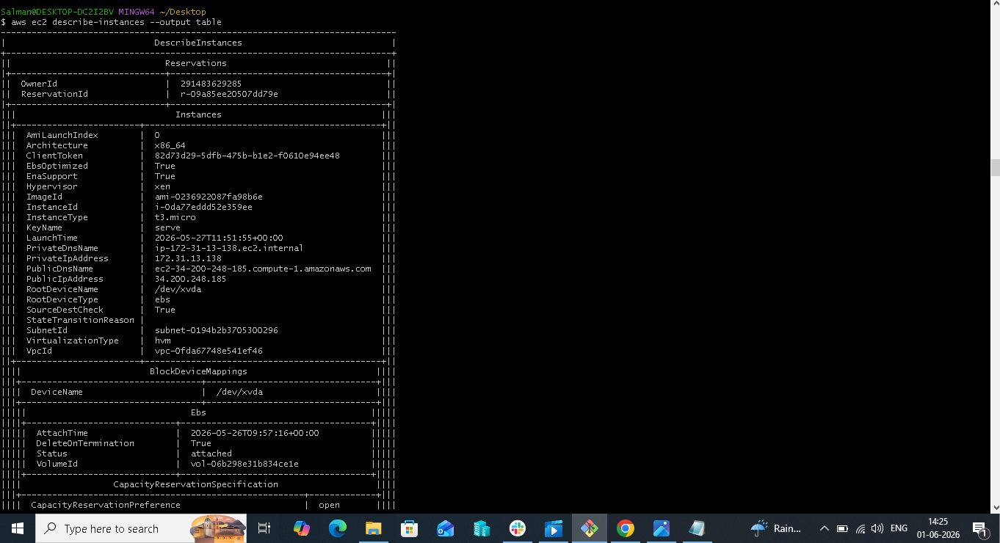 Salman@DESKTOP-DC2I2BV MINGW64 ~/Desktop
$ aws ec2 describe-instances --output table
DescribeInstances
Reservations
OwnerId | 291483629285
ReservationId | r-09a85ee20507dd79e
Instances
AmiLaunchIndex | 0
Architecture | x86_64
ClientToken | 82d73d29-5dfb-475b-b1e2-f0610e94ee48
EbsOptimized | True
EnaSupport | True
Hypervisor | xen
ImageId | ami-0236922087fa98b6e
InstanceId | i-0da77eddd52e359ee
InstanceType | t3.micro
KeyName | serve
LaunchTime | 2026-05-27T11:51:55+00:00
PrivateDnsName | ip-172-31-13-138.ec2.internal
PrivateIpAddress | 172.31.13.138
PublicDnsName | ec2-34-200-248-185.compute-1.amazonaws.com
PublicIpAddress | 34.200.248.185
RootDeviceName | /dev/xvda
RootDeviceType | ebs
SourceDestCheck | True
StateTransitionReason |
SubnetId | subnet-0194b2b3705300296
VirtualizationType | hvm
VpcId | vpc-0fda67748e541ef46
BlockDeviceMappings
DeviceName | /dev/xvda
Ebs
AttachTime | 2026-05-26T09:57:16+00:00
DeleteOnTermination | True
Status | attached
VolumeId | vol-06b298e31b834ce1e
CapacityReservationSpecification
CapacityReservationPreference | open
Type here to search
Rain...
ENG
14:25
01-06-2026
1